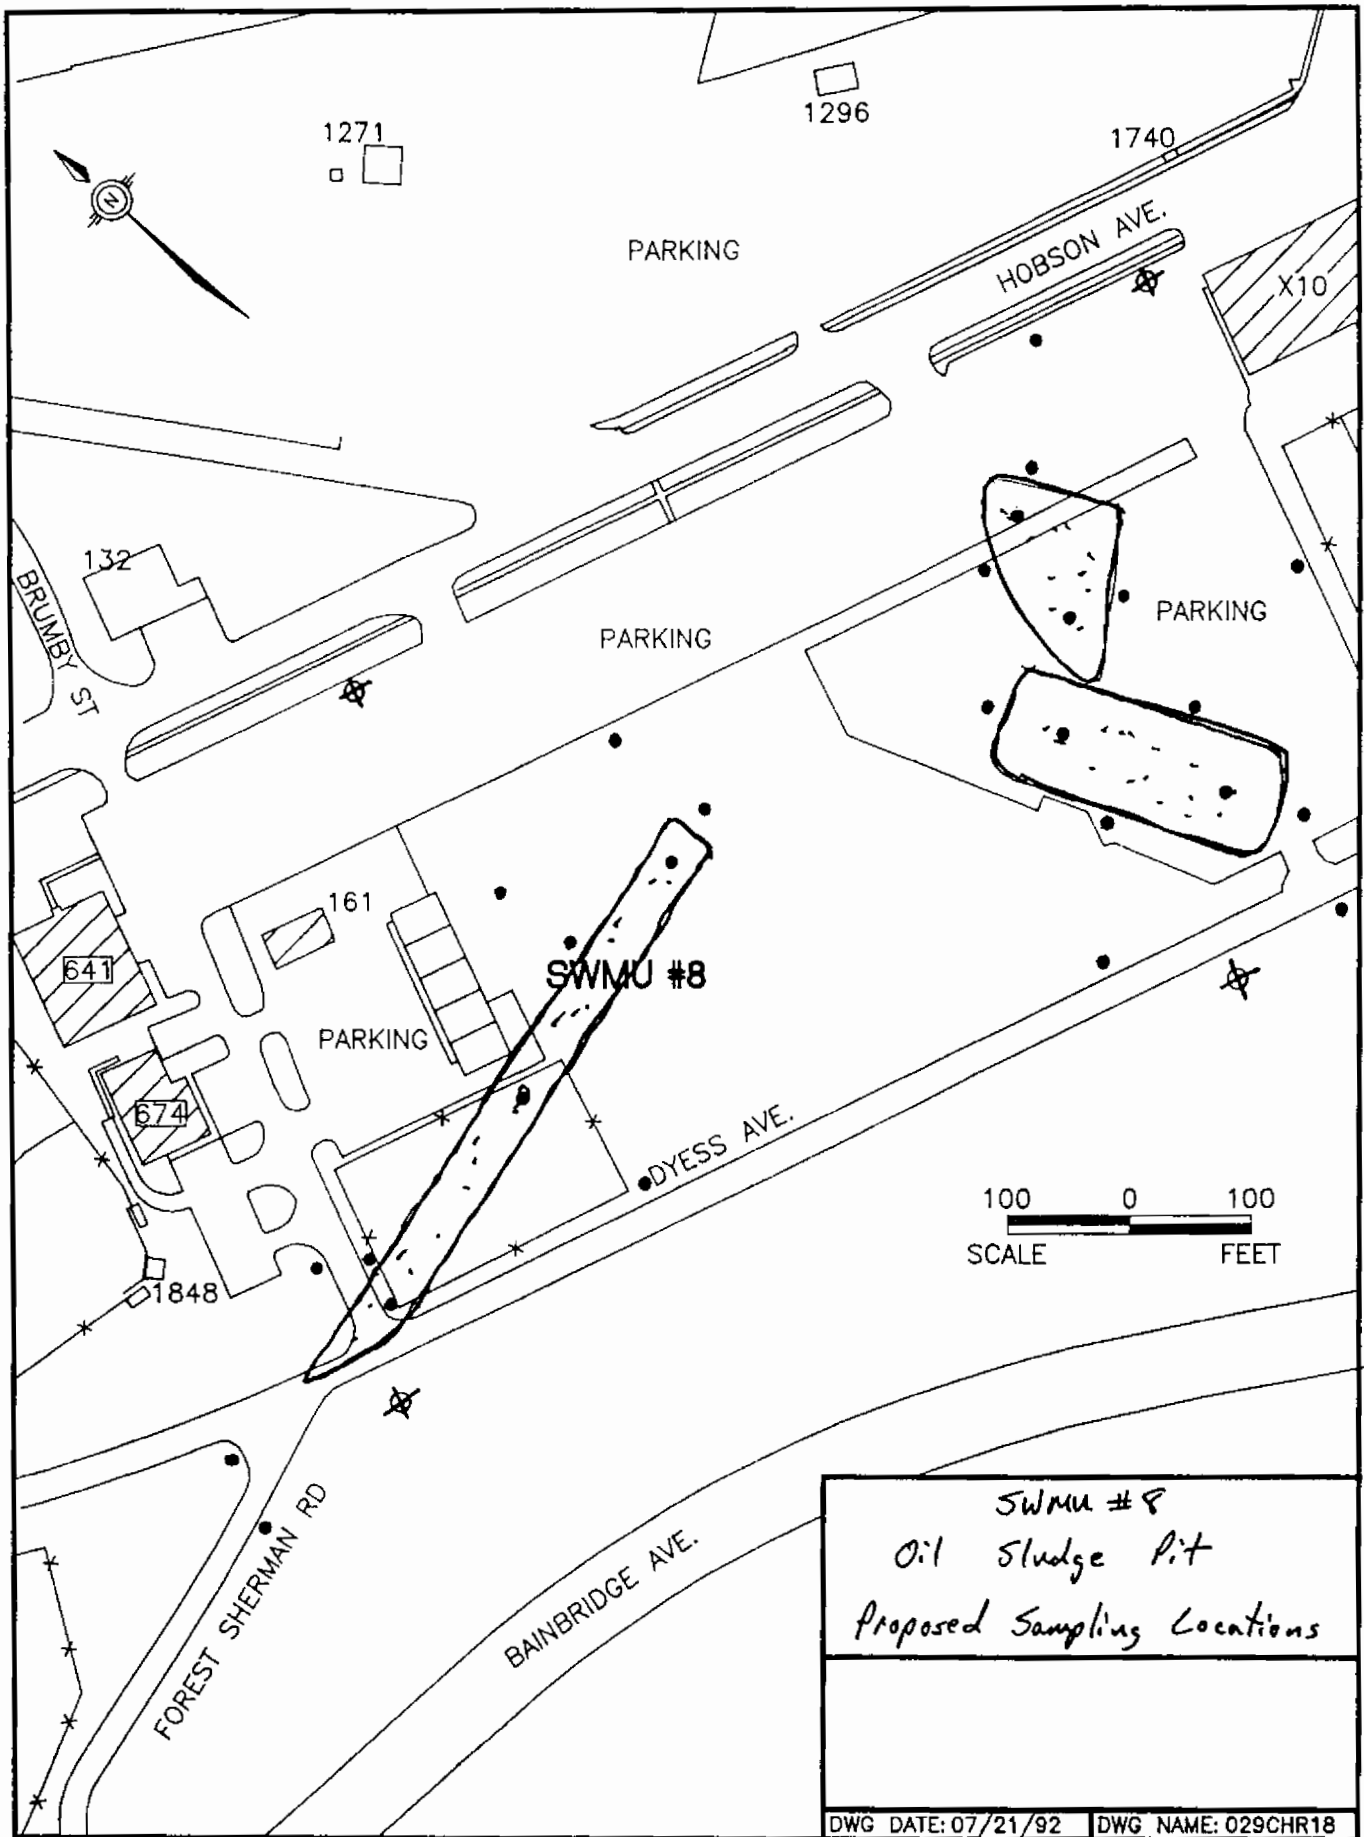 1296
1271
1740
N
PARKING
HOBSON AVE.
X10
132
BRUMBY ST
PARKING
PARKING
161
641
SWMU #8
PARKING
674
DYESS AVE.
100 0 100
SCALE FEET
1848
SWMU #8
Oil Sludge Pit
Proposed Sampling Locations
FOREST SHERMAN RD
BAINBRIDGE AVE.
DWG DATE: 07/21/92 DWG NAME: 029CHR18